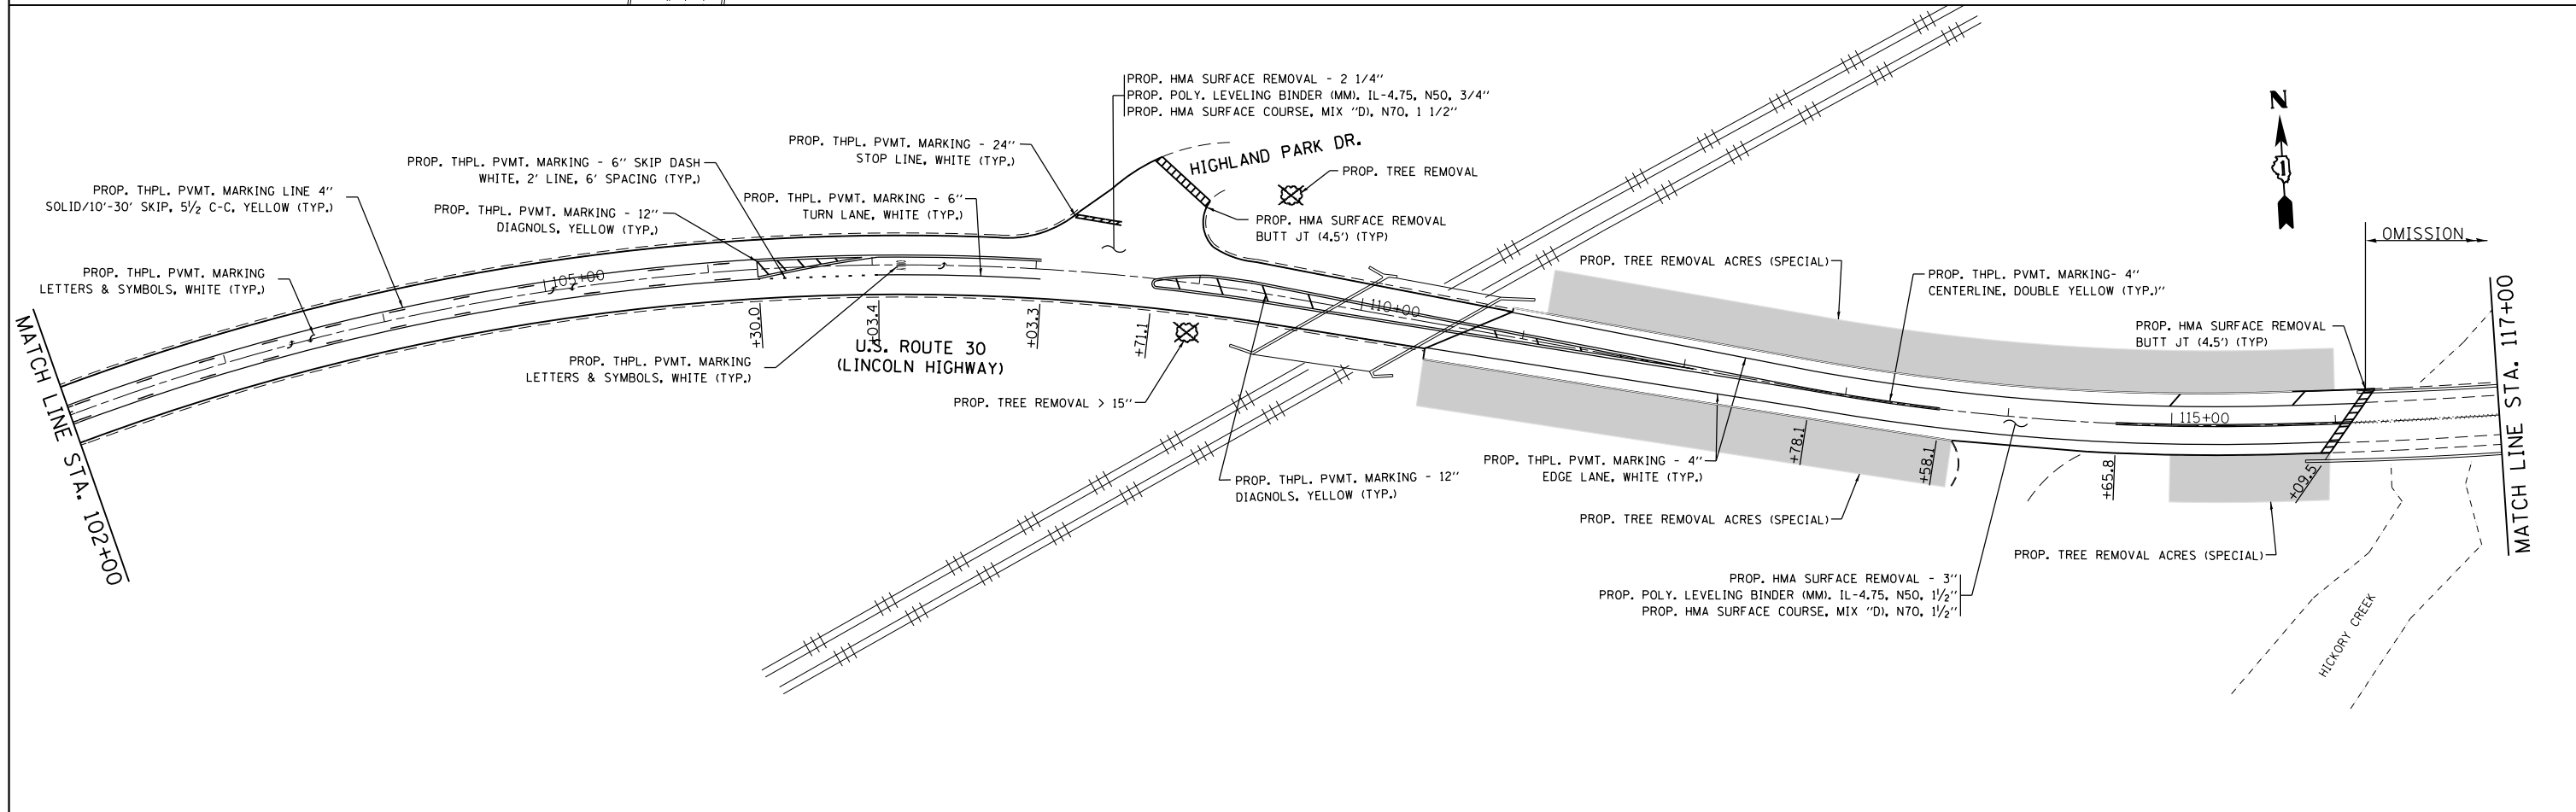 PROP. HMA SURFACE REMOVAL - 2 1/4"
PROP. POLY. LEVELING BINDER (MM). IL-4.75, N50, 3/4"
PROP. HMA SURFACE COURSE, MIX "D), N70, 1 1/2"
N
1
PROP. THPL. PVMT. MARKING - 24"
STOP LINE, WHITE (TYP.)
HIGHLAND PARK DR.
PROP. TREE REMOVAL
PROP. THPL. PVMT. MARKING - 6" SKIP DASH
WHITE, 2' LINE, 6' SPACING (TYP.)
PROP. THPL. PVMT. MARKING LINE 4"
SOLID/10'-30' SKIP, 5½ C-C, YELLOW (TYP.)
PROP. THPL. PVMT. MARKING - 6"
TURN LANE, WHITE (TYP.)
PROP. THPL. PVMT. MARKING - 12"
DIAGNOLS, YELLOW (TYP.)
PROP. HMA SURFACE REMOVAL
BUTT JT (4.5') (TYP)
OMISSION
PROP. THPL. PVMT. MARKING
LETTERS & SYMBOLS, WHITE (TYP.)
PROP. TREE REMOVAL ACRES (SPECIAL)
PROP. THPL. PVMT. MARKING- 4"
CENTERLINE, DOUBLE YELLOW (TYP.)"
105+00
110+00
PROP. HMA SURFACE REMOVAL
BUTT JT (4.5') (TYP)
MATCH LINE STA. 102+00
+30.0
+03.4
+03.3
+71.1
U.S. ROUTE 30
(LINCOLN HIGHWAY)
PROP. THPL. PVMT. MARKING
LETTERS & SYMBOLS, WHITE (TYP.)
PROP. TREE REMOVAL > 15"
115+00
MATCH LINE STA. 117+00
+78.1
+58.1
+65.8
+09.5
PROP. THPL. PVMT. MARKING - 4"
EDGE LANE, WHITE (TYP.)
PROP. THPL. PVMT. MARKING - 12"
DIAGNOLS, YELLOW (TYP.)
PROP. TREE REMOVAL ACRES (SPECIAL)
PROP. TREE REMOVAL ACRES (SPECIAL)
PROP. HMA SURFACE REMOVAL - 3"
PROP. POLY. LEVELING BINDER (MM). IL-4.75, N50, 1½"
PROP. HMA SURFACE COURSE, MIX "D), N70, 1½"
HICKORY CREEK